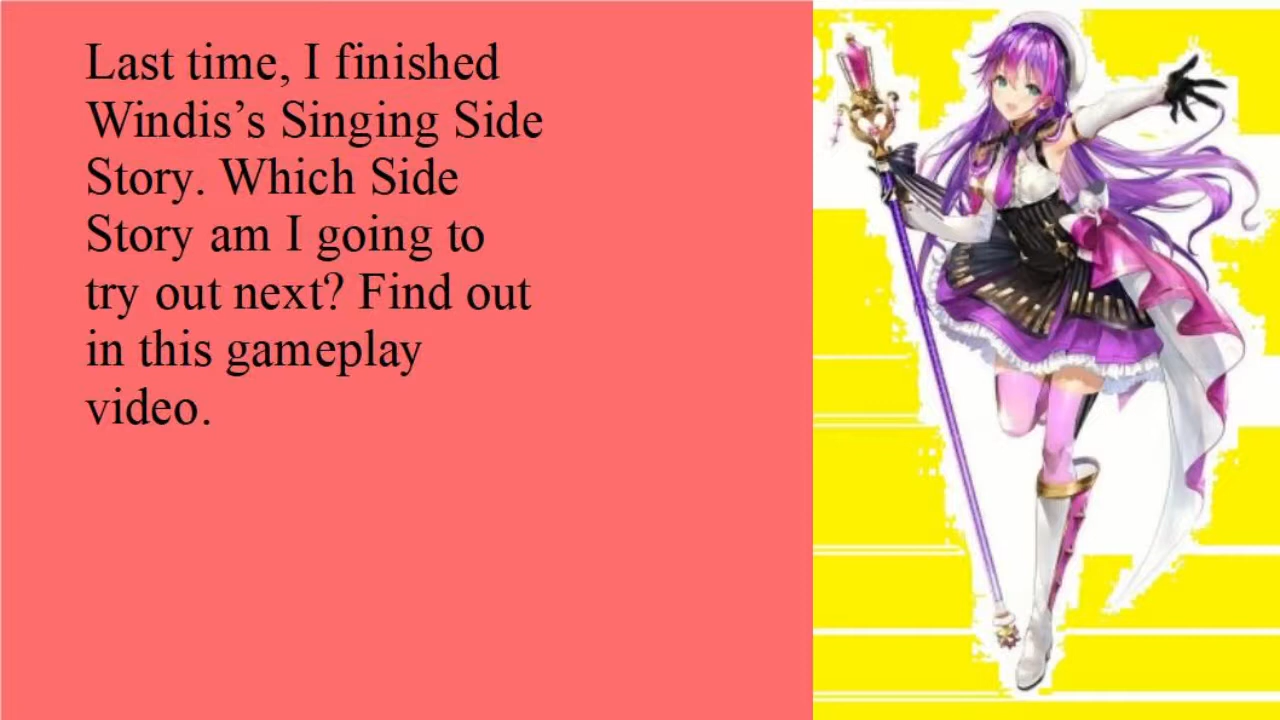 Last time, I finished
Windis’s Singing Side
Story. Which Side
Story am I going to
try out next? Find out
in this gameplay
video.